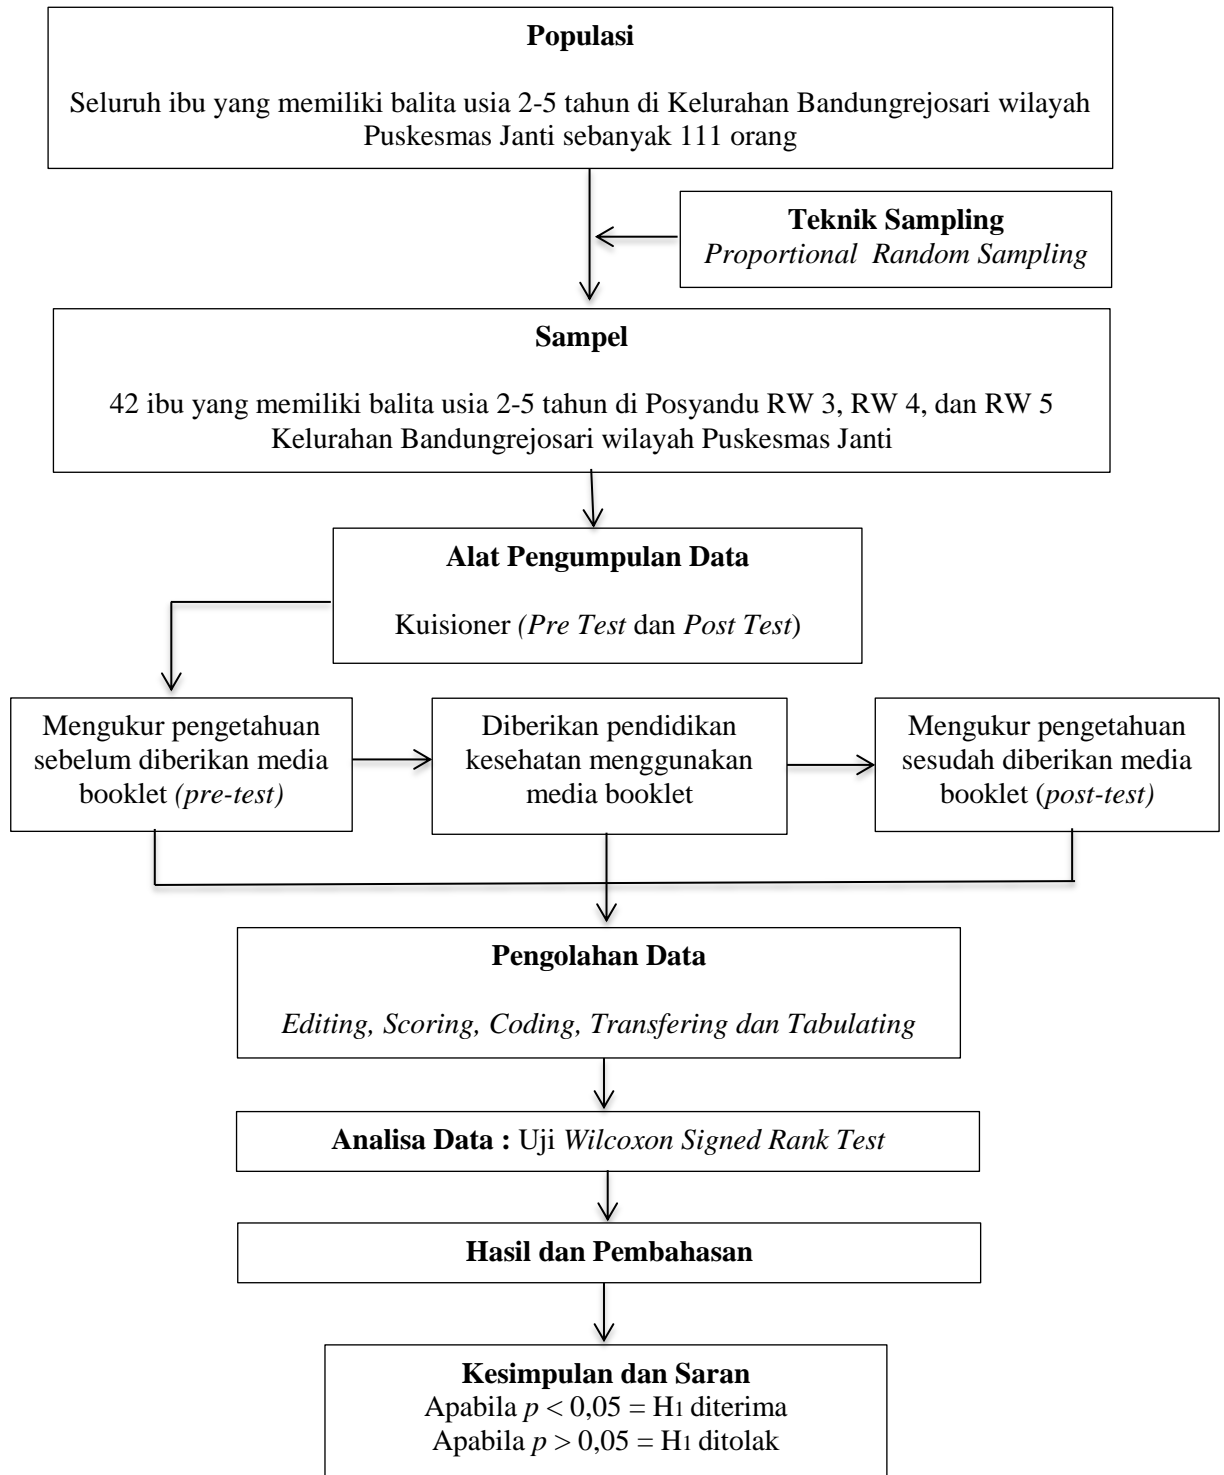 Populasi
Seluruh ibu yang memiliki balita usia 2-5 tahun di Kelurahan Bandungrejosari wilayah
Puskesmas Janti sebanyak 111 orang
Teknik Sampling
Proportional Random Sampling
Sampel
42 ibu yang memiliki balita usia 2-5 tahun di Posyandu RW 3, RW 4, dan RW 5
Kelurahan Bandungrejosari wilayah Puskesmas Janti
Alat Pengumpulan Data
Kuisioner (Pre Test dan Post Test)
Mengukur pengetahuan
sebelum diberikan media
booklet (pre-test)
Diberikan pendidikan
kesehatan menggunakan
media booklet
Mengukur pengetahuan
sesudah diberikan media
booklet (post-test)
Pengolahan Data
Editing, Scoring, Coding, Transfering dan Tabulating
Analisa Data : Uji Wilcoxon Signed Rank Test
Hasil dan Pembahasan
Kesimpulan dan Saran
Apabila p < 0,05 = H1 diterima
Apabila p > 0,05 = H1 ditolak